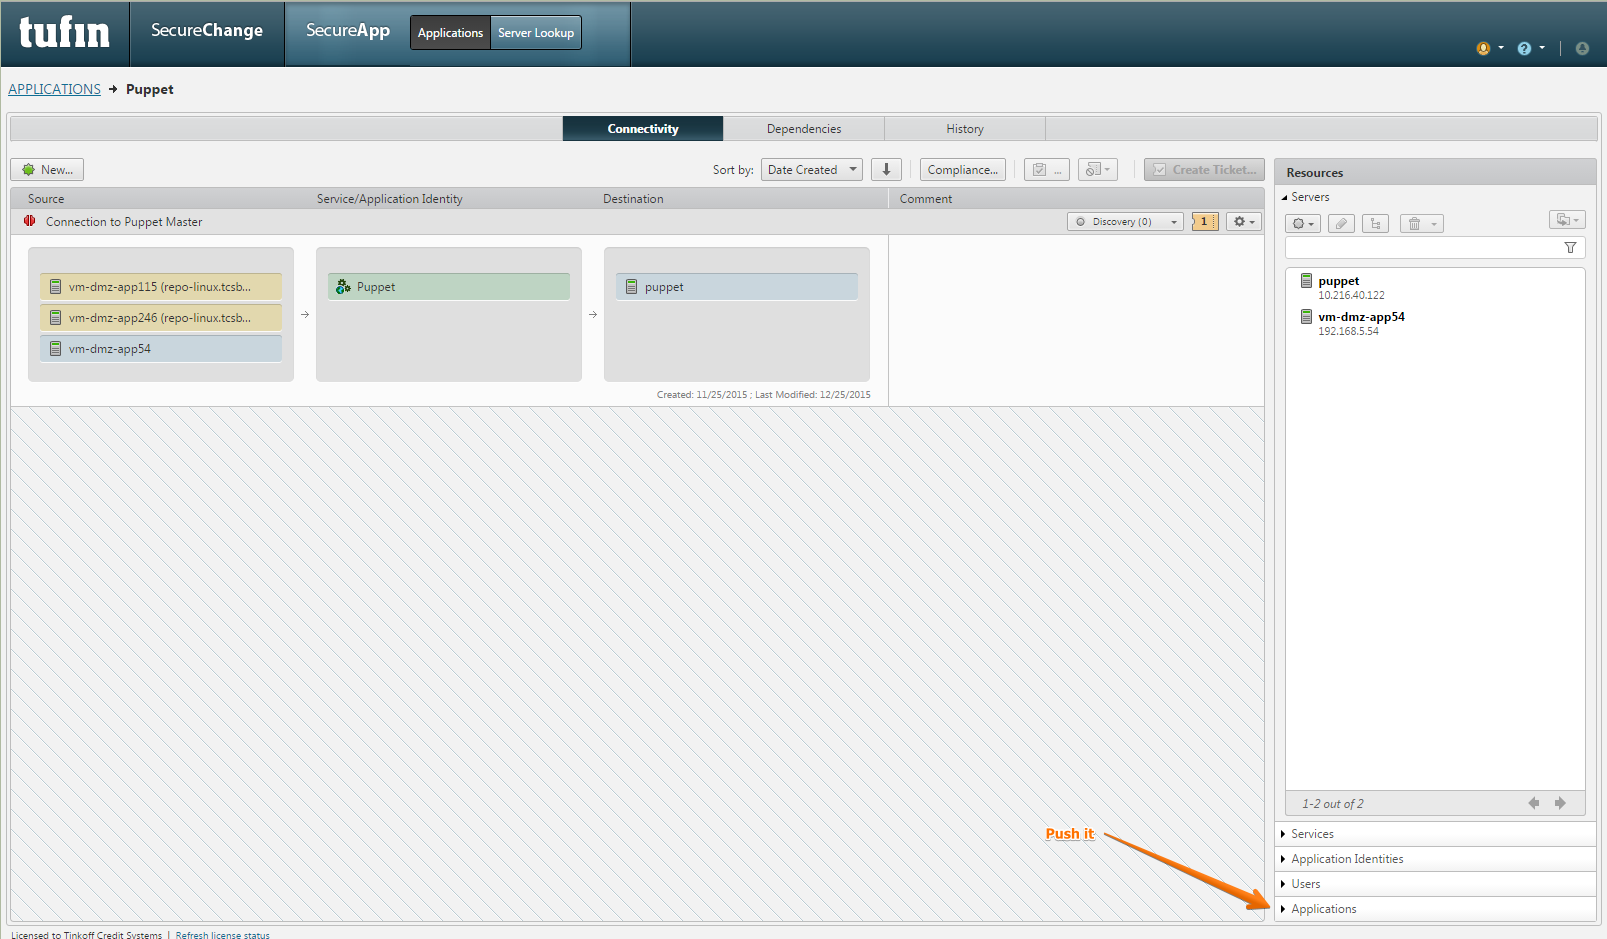 tufin
SecureChange
SecureApp
Applications
Server Lookup
?
APPLICATIONS → Puppet
Connectivity
Dependencies
History
New...
Sort by:
Date Created
Compliance...
...
Create Ticket...
Source
Service/Application Identity
Destination
Comment
Connection to Puppet Master
Discovery (0)
1
vm-dmz-app115 (repo-linux.tcsb...
vm-dmz-app246 (repo-linux.tcsb...
vm-dmz-app54
Puppet
puppet
Created: 11/25/2015 ; Last Modified: 12/25/2015
Resources
Servers
puppet
10.216.40.122
vm-dmz-app54
192.168.5.54
1-2 out of 2
Push it
Services
Application Identities
Users
Applications
Licensed to Tinkoff Credit Systems | Refresh license status